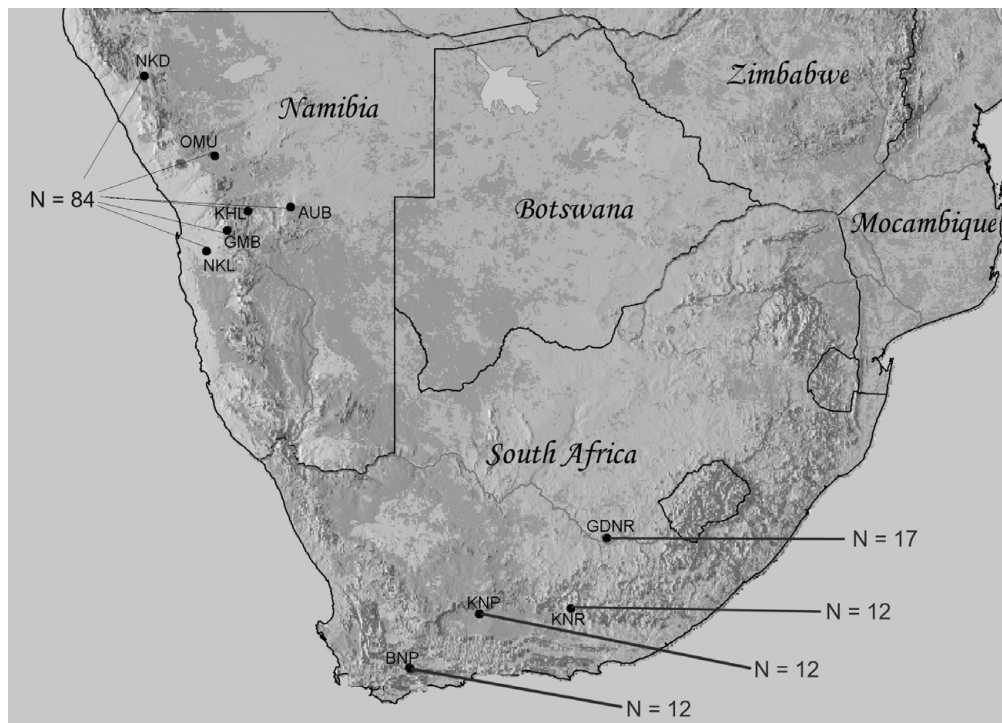 NKD
Zimbabwe
Namibia
OMU
N = 84
KHL
AUB
Botswana
Mocambique
GMB
NKL
South Africa
GDNR
N = 17
KNP
KNR
N = 12
BNP
N = 12
N = 12